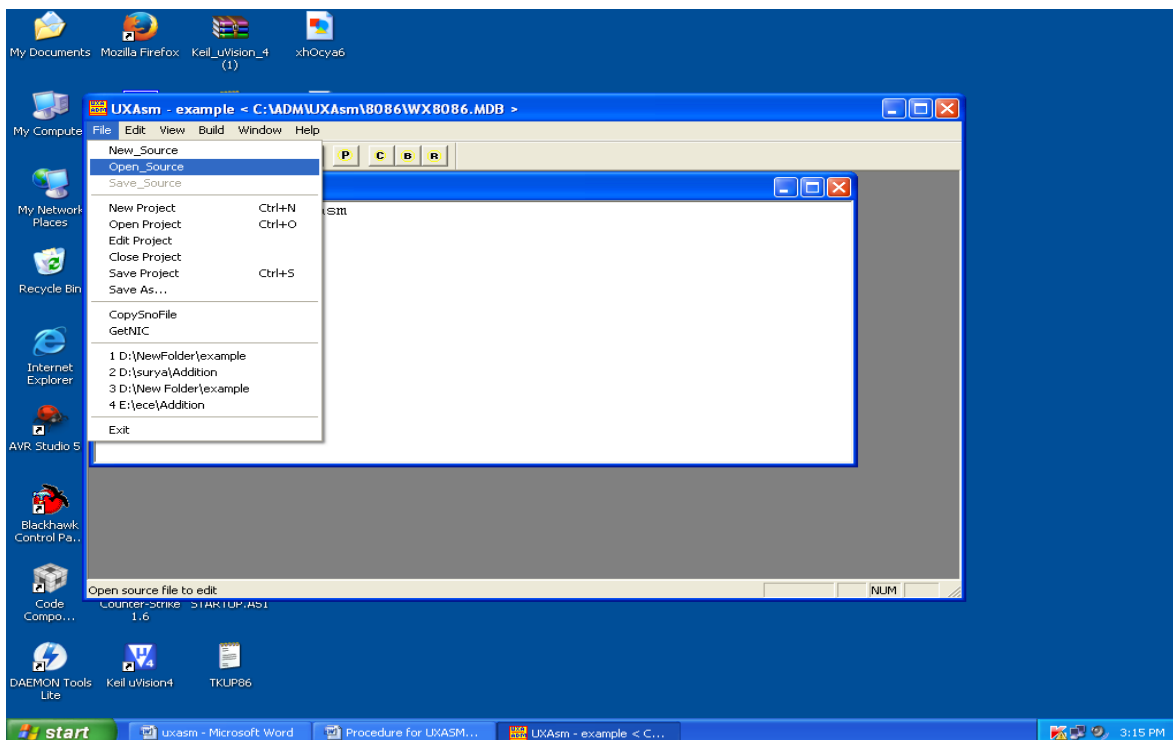 My Documents
Mozilla Firefox
Keil_uVision_4
(1)
xhOcya6
UXAsm - example < C:\ADM\UXAsm\8086\WX8086.MDB >
My Compute
File Edit View Build Window Help
New_Source
Open_Source
Save_Source
New Project Ctrl+N
Open Project Ctrl+O
Edit Project
Close Project
Save Project Ctrl+S
Save As...
CopySnoFile
GetNIC
1 D:\NewFolder\example
2 D:\surya\Addition
3 D:\New Folder\example
4 E:\ece\Addition
Exit
P C B R
sm
My Network
Places
Recycle Bin
Internet
Explorer
AVR Studio 5
Blackhawk
Control Pa..
Open source file to edit
NUM
Code
Compo...
Counter-Strike
1.6
STARTUP.A51
DAEMON Tools
Lite
Keil uVision4
TKUP86
start
uxasm - Microsoft Word
Procedure for UXASM...
UXAsm - example < C...
3:15 PM